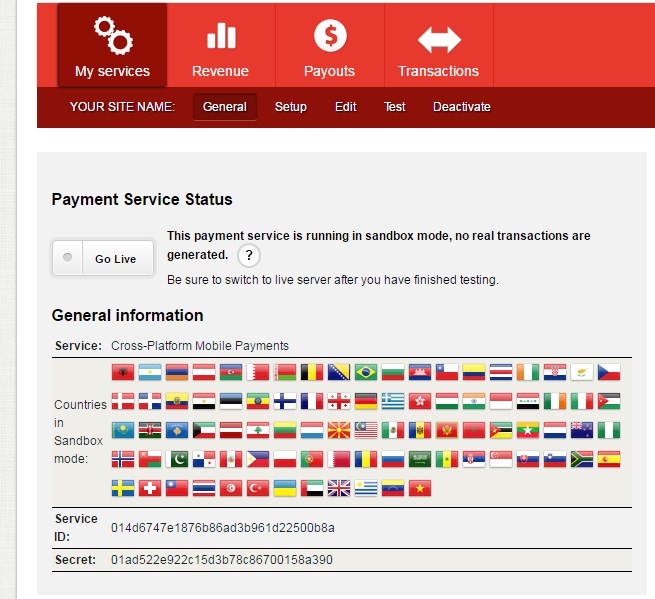 My services
Revenue
Payouts
Transactions
YOUR SITE NAME: General Setup Edit Test Deactivate
Payment Service Status
Go Live
This payment service is running in sandbox mode, no real transactions are
generated. ?
Be sure to switch to live server after you have finished testing.
General information
Service: Cross-Platform Mobile Payments
Countries
in
Sandbox
mode:
Service
ID:
014d6747e1876b86ad3b961d22500b8a
Secret: 01ad522e922c15d3b78c86700158a390